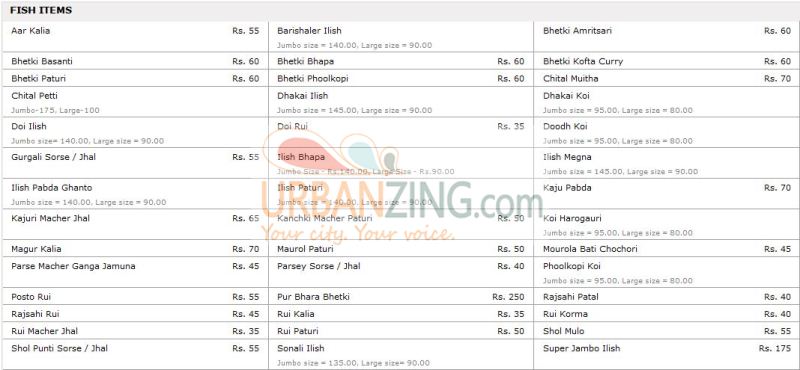 FISH ITEMS
Aar Kalia Rs. 55
Barishaler Ilish
Jumbo size = 140.00, Large size = 90.00
Bhetki Amritsari Rs. 60
Bhetki Basanti Rs. 60
Bhetki Bhapa Rs. 60
Bhetki Kofta Curry Rs. 60
Bhetki Paturi Rs. 60
Bhetki Phoolkopi Rs. 60
Chital Muitha Rs. 70
Chital Petti
Jumbo-175, Large-100
Dhakai Ilish
Jumbo size = 145.00, Large size = 90.00
Dhakai Koi
Jumbo size = 95.00, Large size = 80.00
Doi Ilish
Jumbo size= 140.00, Large size = 90.00
Doi Rui Rs. 35
Doodh Koi
Jumbo size = 95.00, Large size = 80.00
Gurgali Sorse / Jhal Rs. 55
Ilish Bhapa
Jumbo Size - Rs.140.00, Large Size - Rs.90.00
Ilish Megna
Jumbo size = 145.00, Large size = 90.00
Ilish Pabda Ghanto
Jumbo size = 140.00, Large size = 90.00
Ilish Paturi
Jumbo size = 140.00, Large size = 90.00
Kaju Pabda Rs. 70
Kajuri Macher Jhal Rs. 65
Kanchki Macher Paturi Rs. 50
Koi Harogauri
Jumbo size = 95.00, Large size = 80.00
Magur Kalia Rs. 70
Maurol Paturi Rs. 50
Mourola Bati Chochori Rs. 45
Parse Macher Ganga Jamuna Rs. 45
Parsey Sorse / Jhal Rs. 40
Phoolkopi Koi
Jumbo size = 95.00, Large size = 80.00
Posto Rui Rs. 55
Pur Bhara Bhetki Rs. 250
Rajsahi Patal Rs. 40
Rajsahi Rui Rs. 45
Rui Kalia Rs. 35
Rui Korma Rs. 40
Rui Macher Jhal Rs. 35
Rui Paturi Rs. 50
Shol Mulo Rs. 55
Shol Punti Sorse / Jhal Rs. 55
Sonali Ilish
Jumbo size = 135.00, Large size= 90.00
Super Jambo Ilish Rs. 175
URBANZING.com
Your city. Your voice.